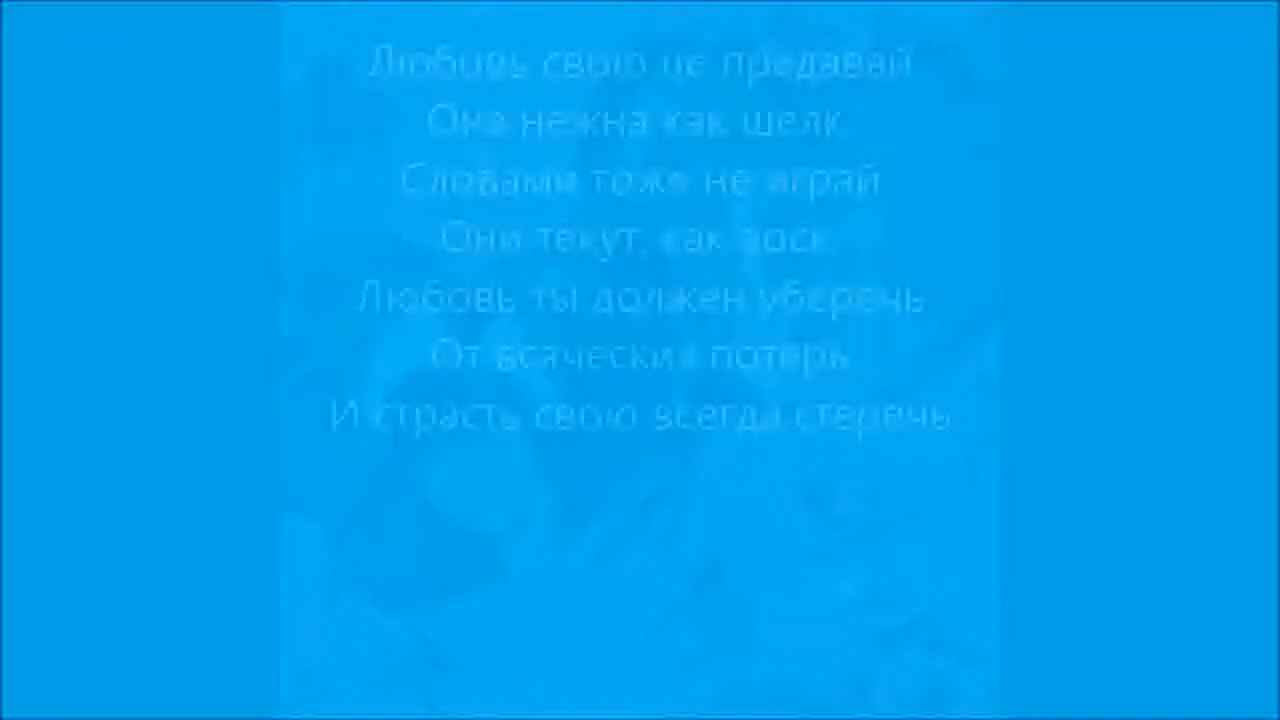 Любовь свою не предавай
Она нежна как шелк
Словами тоже не играй
Они текут, как воск
Любовь ты должен уберечь
От всяческих потерь
И страсть свою всегда стеречь